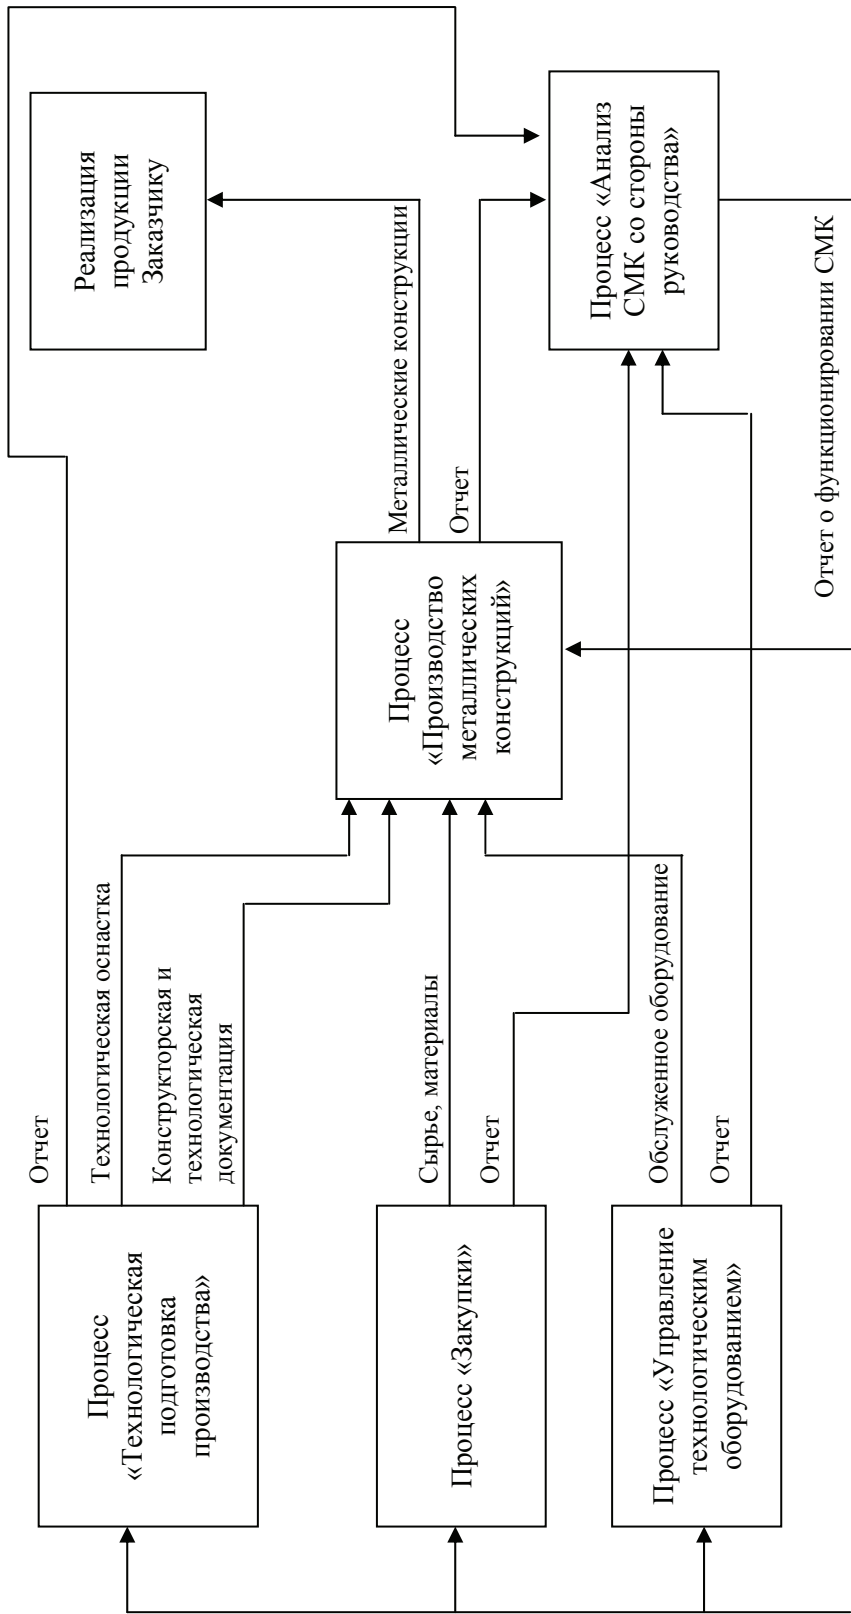 Отчет
Технологическая оснастка
Конструкторская и
технологическая
документация
Процесс
«Технологическая
подготовка
производства»
Сырье, материалы
Отчет
Процесс «Закупки»
Обслуженное оборудование
Отчет
Процесс «Управление
технологическим
оборудованием»
Процесс
«Производство
металлических
конструкций»
Металлические конструкции
Отчет
Реализация
продукции
Заказчику
Процесс «Анализ
СМК со стороны
руководства»
Отчет о функционировании СМК